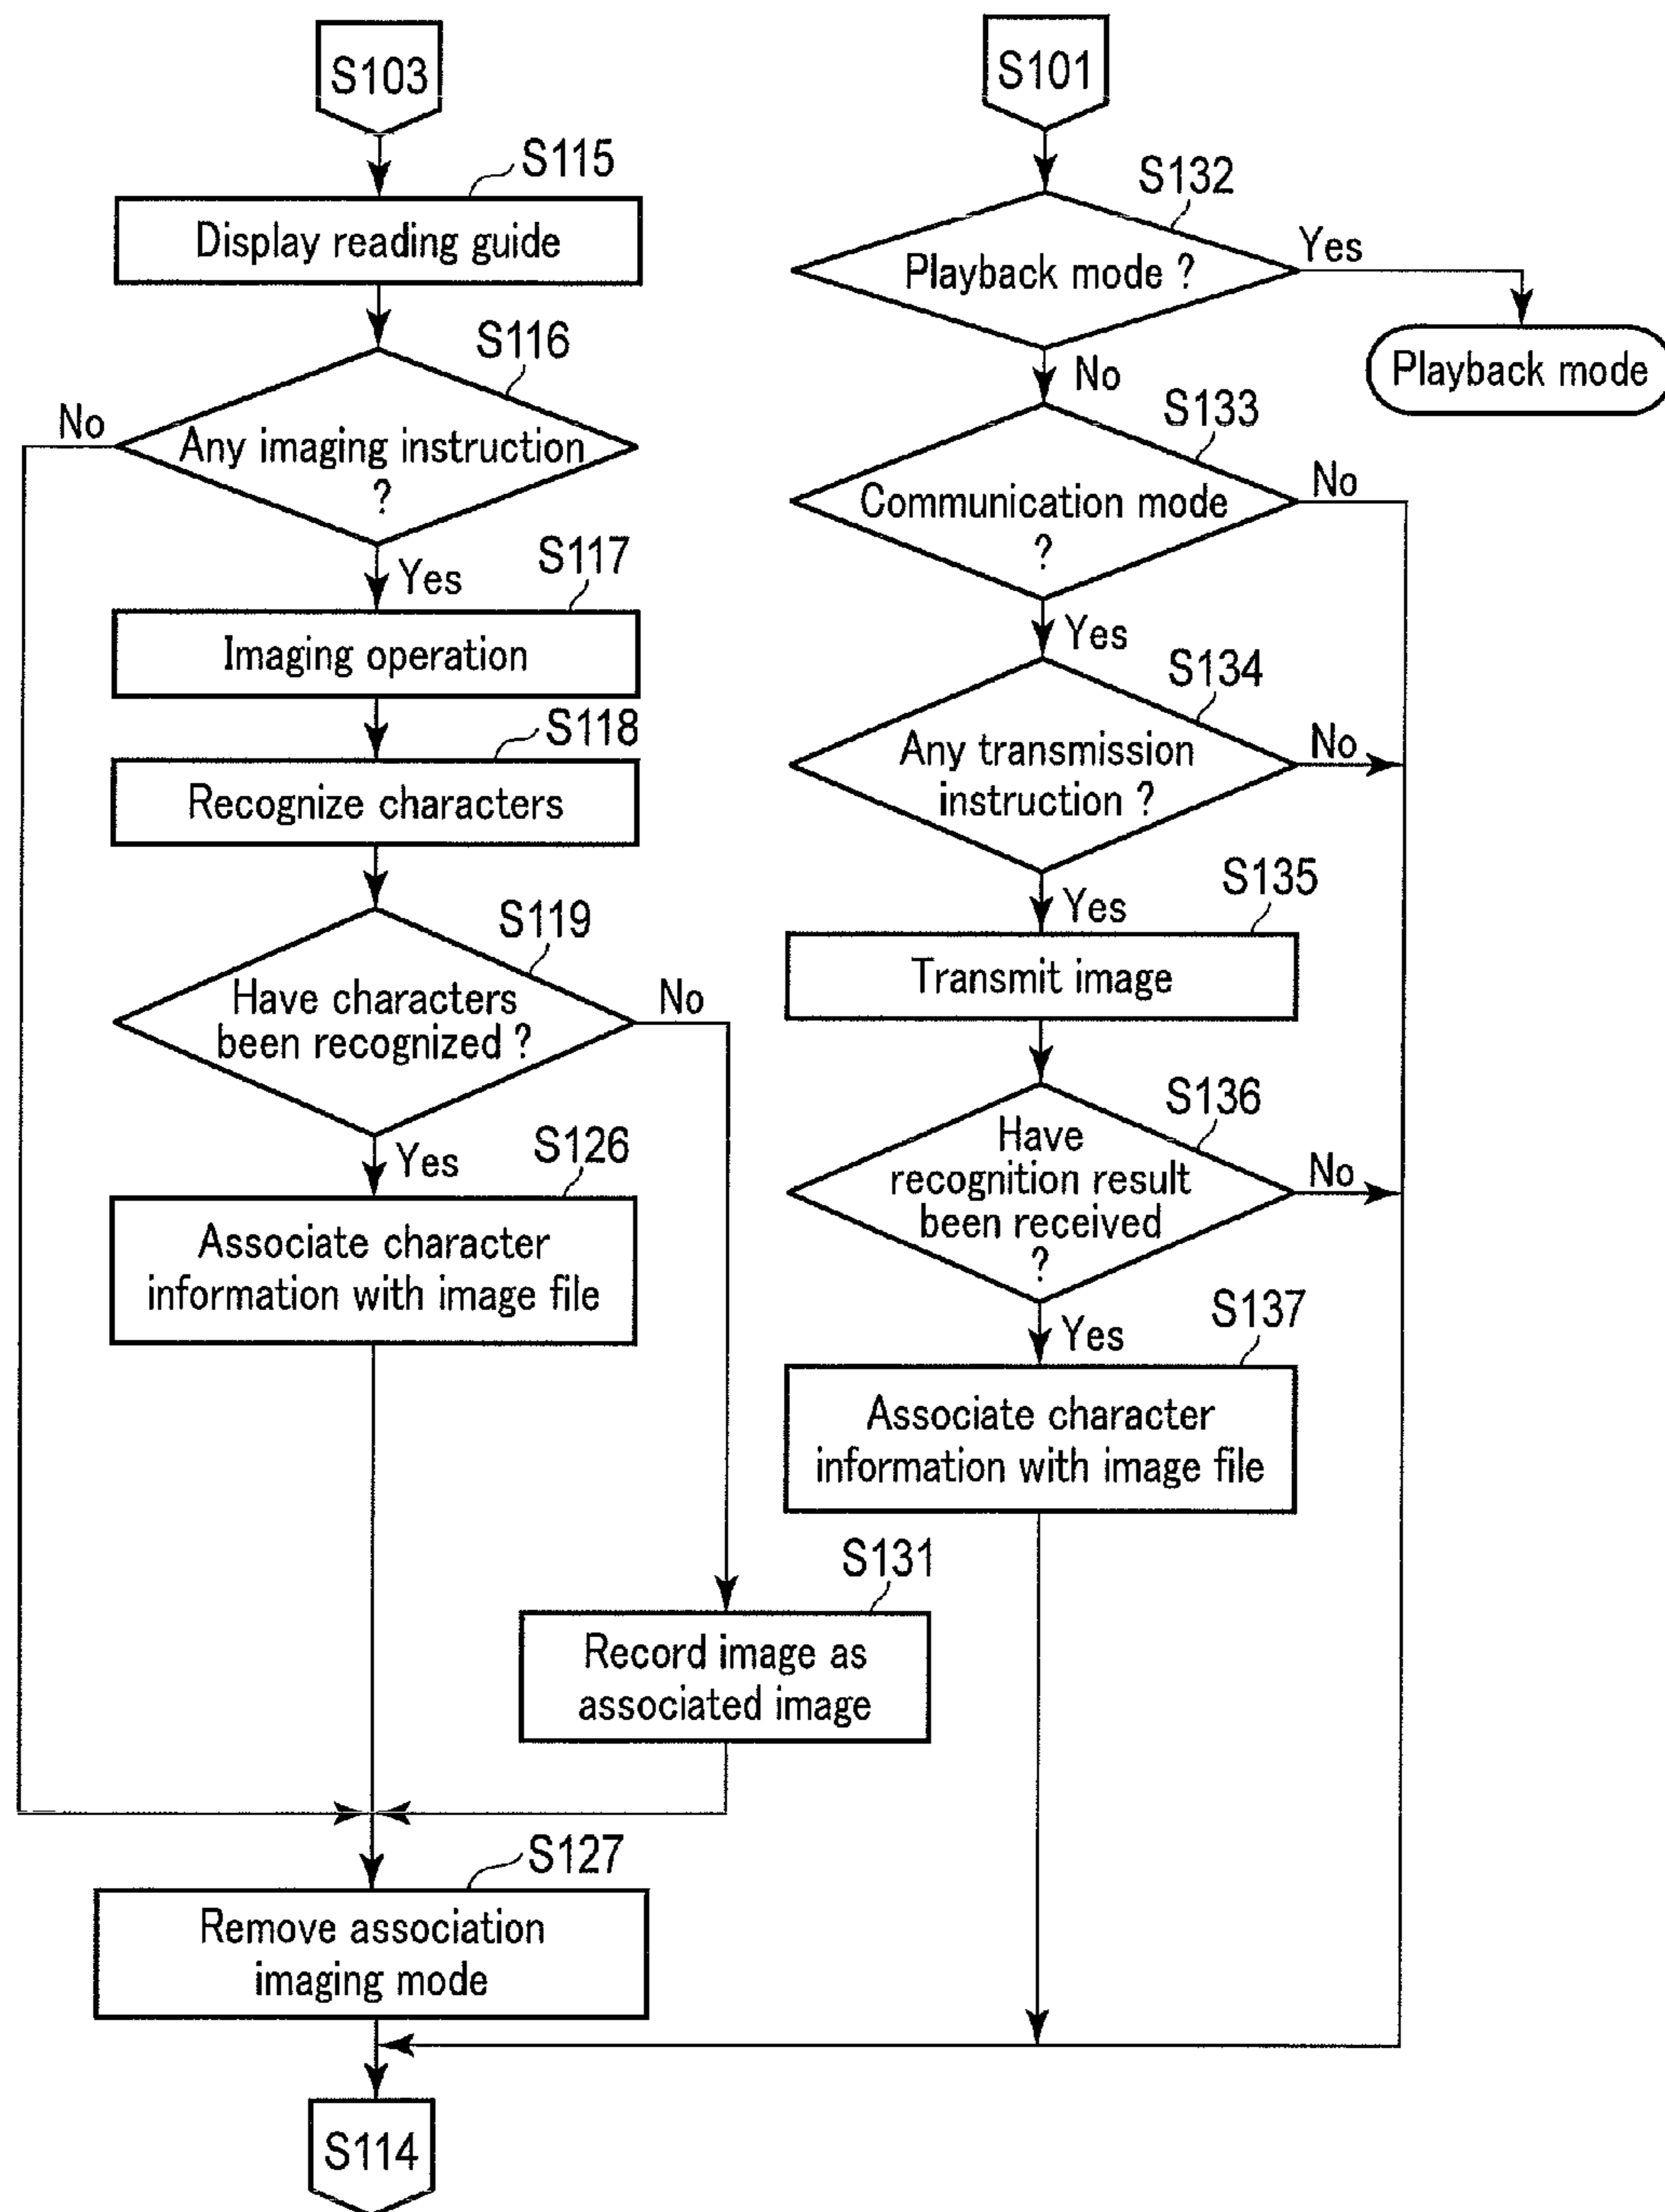 S103
S115
Display reading guide
S116
No
Any imaging instruction
?
Yes
S117
Imaging operation
S118
Recognize characters
S119
Have characters
been recognized ?
No
Yes
S126
Associate character
information with image file
S131
Record image as
associated image
S127
Remove association
imaging mode
S114
S101
S132
Playback mode ?
Yes
Playback mode
No
S133
Communication mode
?
No
Yes
S134
Any transmission
instruction ?
No
Yes
S135
Transmit image
S136
Have
recognition result
been received
?
No
Yes
S137
Associate character
information with image file